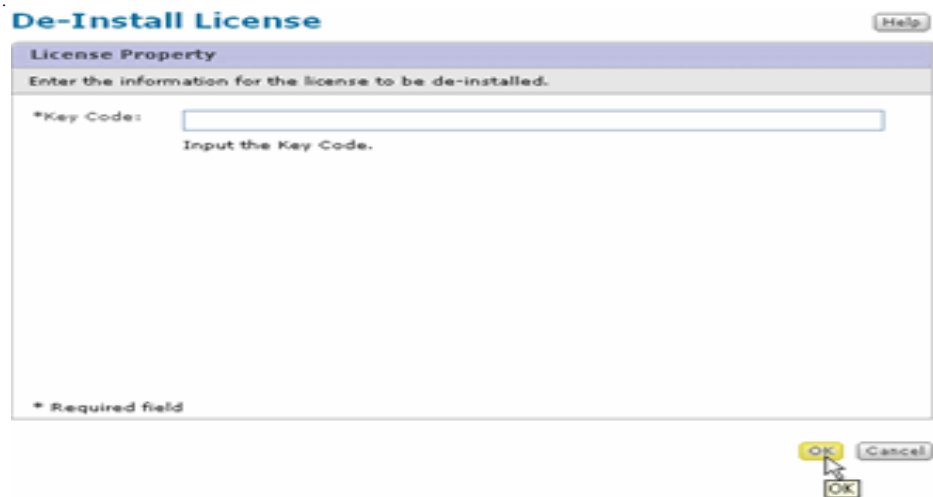 De-Install License
Help
License Property
Enter the information for the license to be de-installed.
*Key Code:
Input the Key Code.
* Required field
OK Cancel
OK